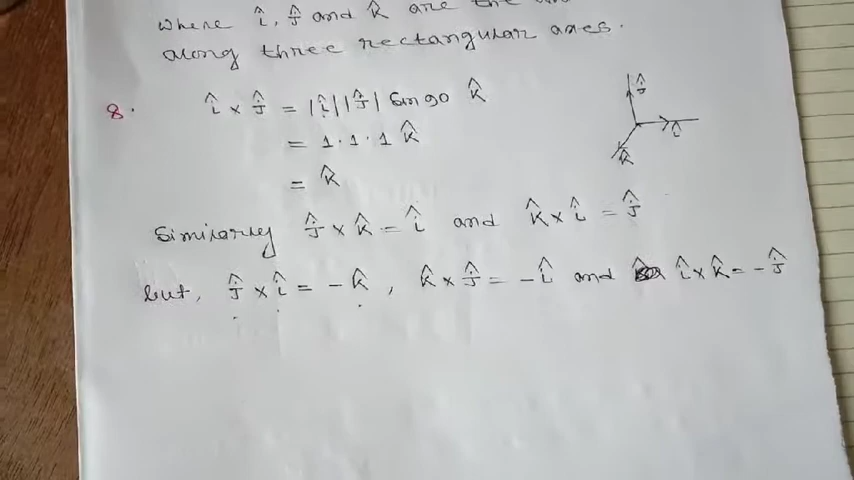 where î, ĵ and k̂ are the
along three rectangular axes.
8. î × ĵ = |î||ĵ| sin 90 k̂
= 1·1·1 k̂
= k̂
ĵ
î
k̂
Similarly ĵ × k̂ = î and k̂ × î = ĵ
but, ĵ × î = -k̂, k̂ × ĵ = -î and î × k̂ = -ĵ